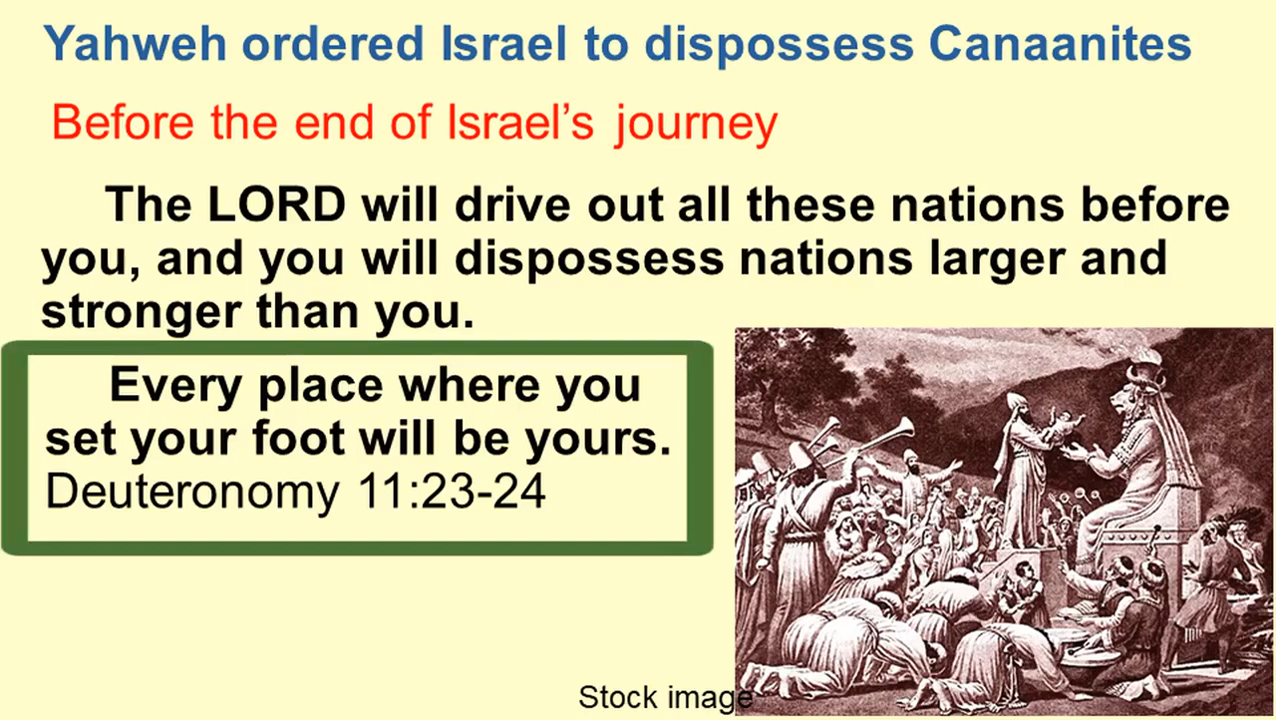 Yahweh ordered Israel to dispossess Canaanites
Before the end of Israel’s journey
The LORD will drive out all these nations before
you, and you will dispossess nations larger and
stronger than you.
Every place where you
set your foot will be yours.
Deuteronomy 11:23-24
Stock image